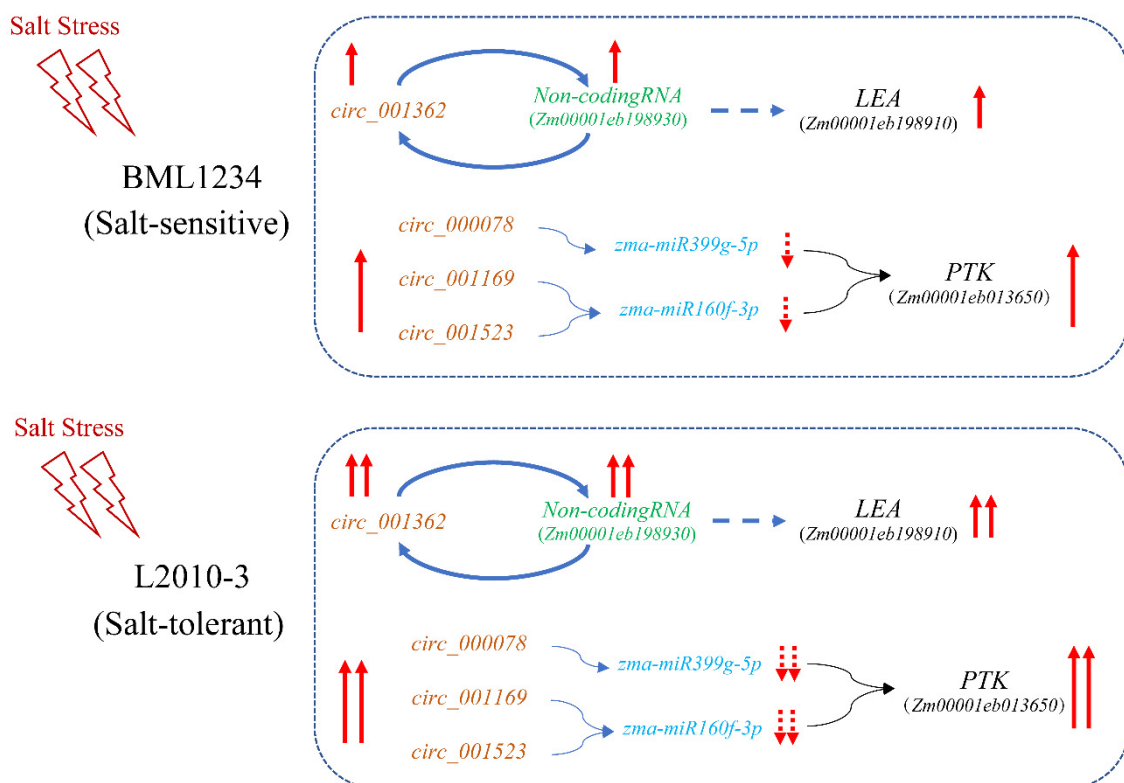 Salt Stress
BML1234
(Salt-sensitive)
circ_001362
Non-codingRNA
(Zm00001eb198930)
LEA
(Zm00001eb198910)
circ_000078
circ_001169
circ_001523
zma-miR399g-5p
zma-miR160f-3p
PTK
(Zm00001eb013650)
Salt Stress
L2010-3
(Salt-tolerant)
circ_001362
Non-codingRNA
(Zm00001eb198930)
LEA
(Zm00001eb198910)
circ_000078
circ_001169
circ_001523
zma-miR399g-5p
zma-miR160f-3p
PTK
(Zm00001eb013650)